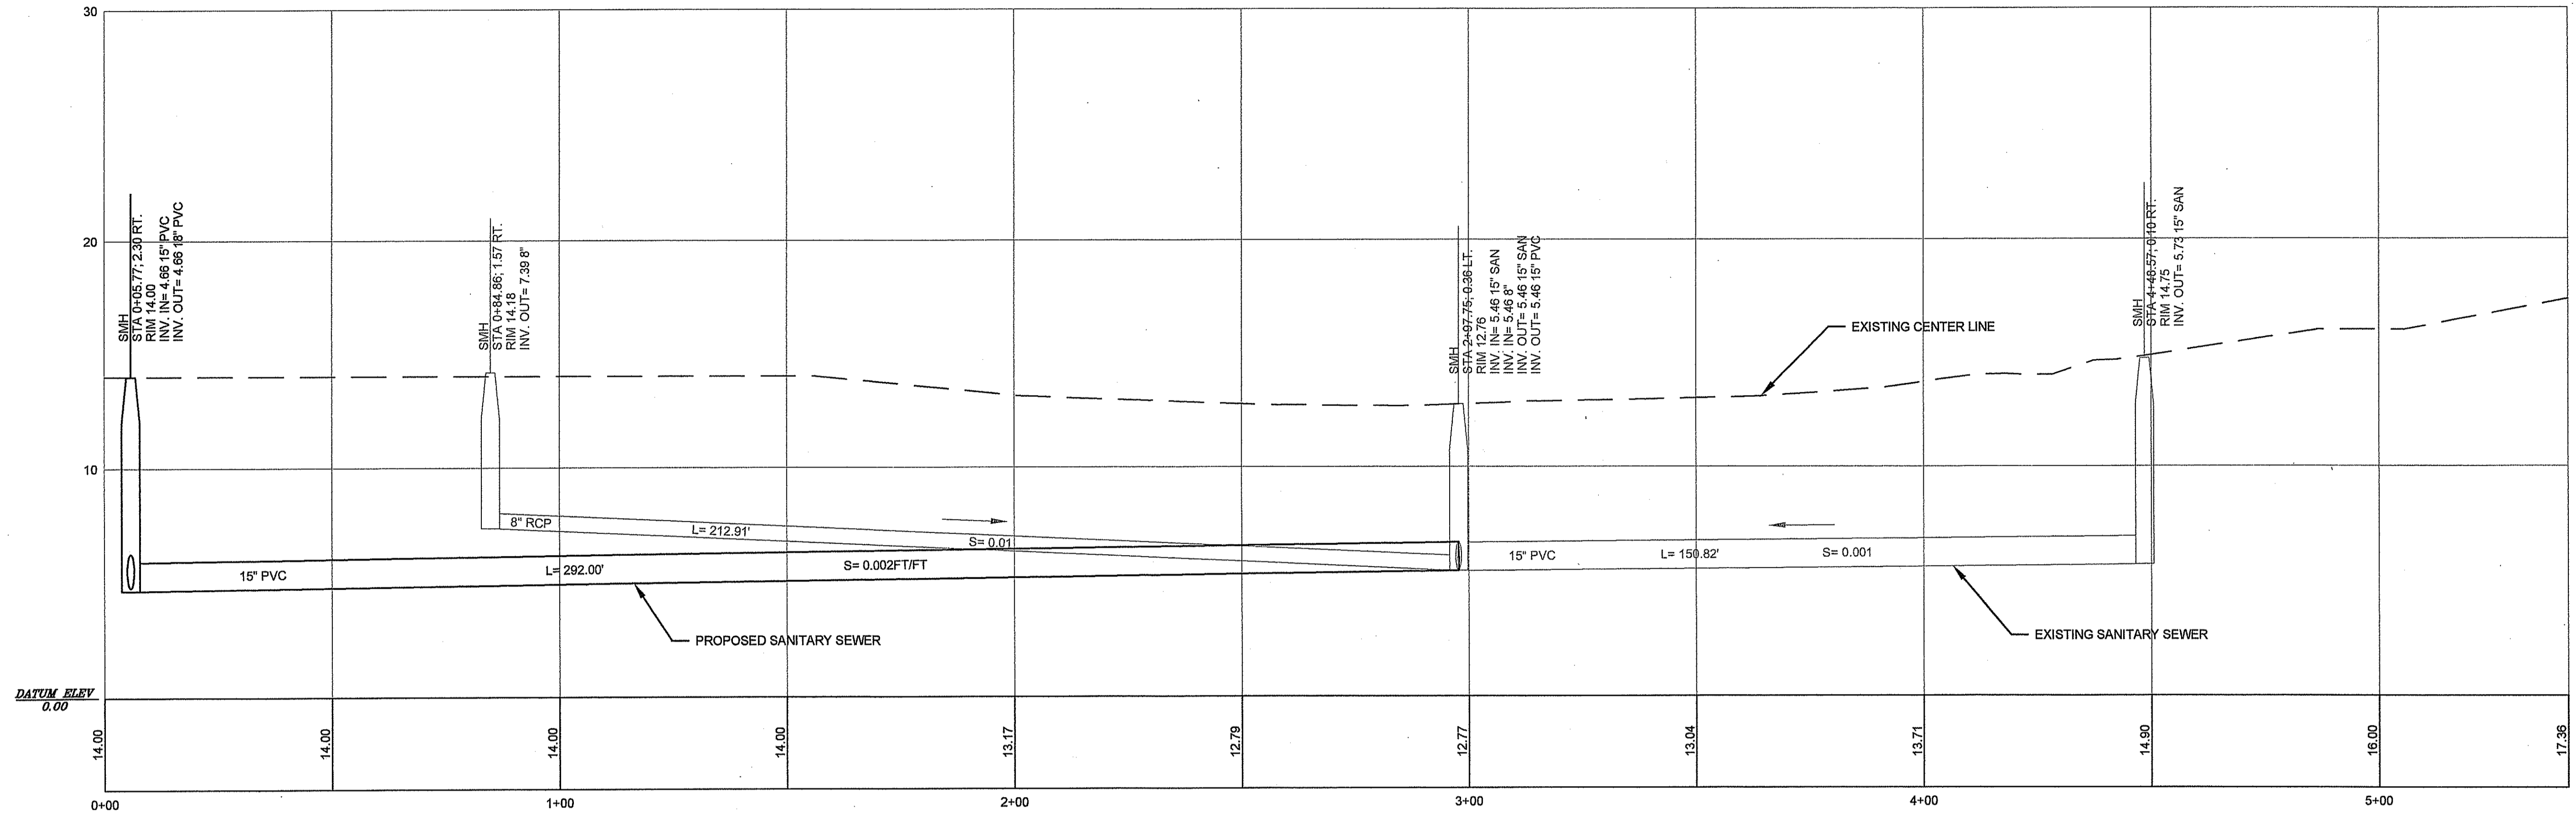 30
20
10
SMH
STA 0+05.77; 2.30 RT.
RIM 14.00
INV. IN= 4.66 15" PVC
INV. OUT= 4.66 18" PVC
SMH
STA 0+84.86; 1.57 RT.
RIM 14.18
INV. OUT= 7.39 8"
SMH
STA 2+97.75; 0.36 LT.
RIM 12.76
INV. IN= 5.46 15" SAN
INV. IN= 5.46 8"
INV. OUT= 5.46 15" SAN
INV. OUT= 5.46 15" PVC
SMH
STA 4+48.57; 0.10 RT.
RIM 14.75
INV. OUT= 5.73 15" SAN
EXISTING CENTER LINE
8" RCP
L= 212.91'
S= 0.01
15" PVC
L= 292.00'
S= 0.002FT/FT
15" PVC
L= 150.82'
S= 0.001
PROPOSED SANITARY SEWER
EXISTING SANITARY SEWER
DATUM ELEV
0.00
14.00
14.00
14.00
14.00
13.17
12.79
12.77
13.04
13.71
14.90
16.00
17.36
0+00
1+00
2+00
3+00
4+00
5+00